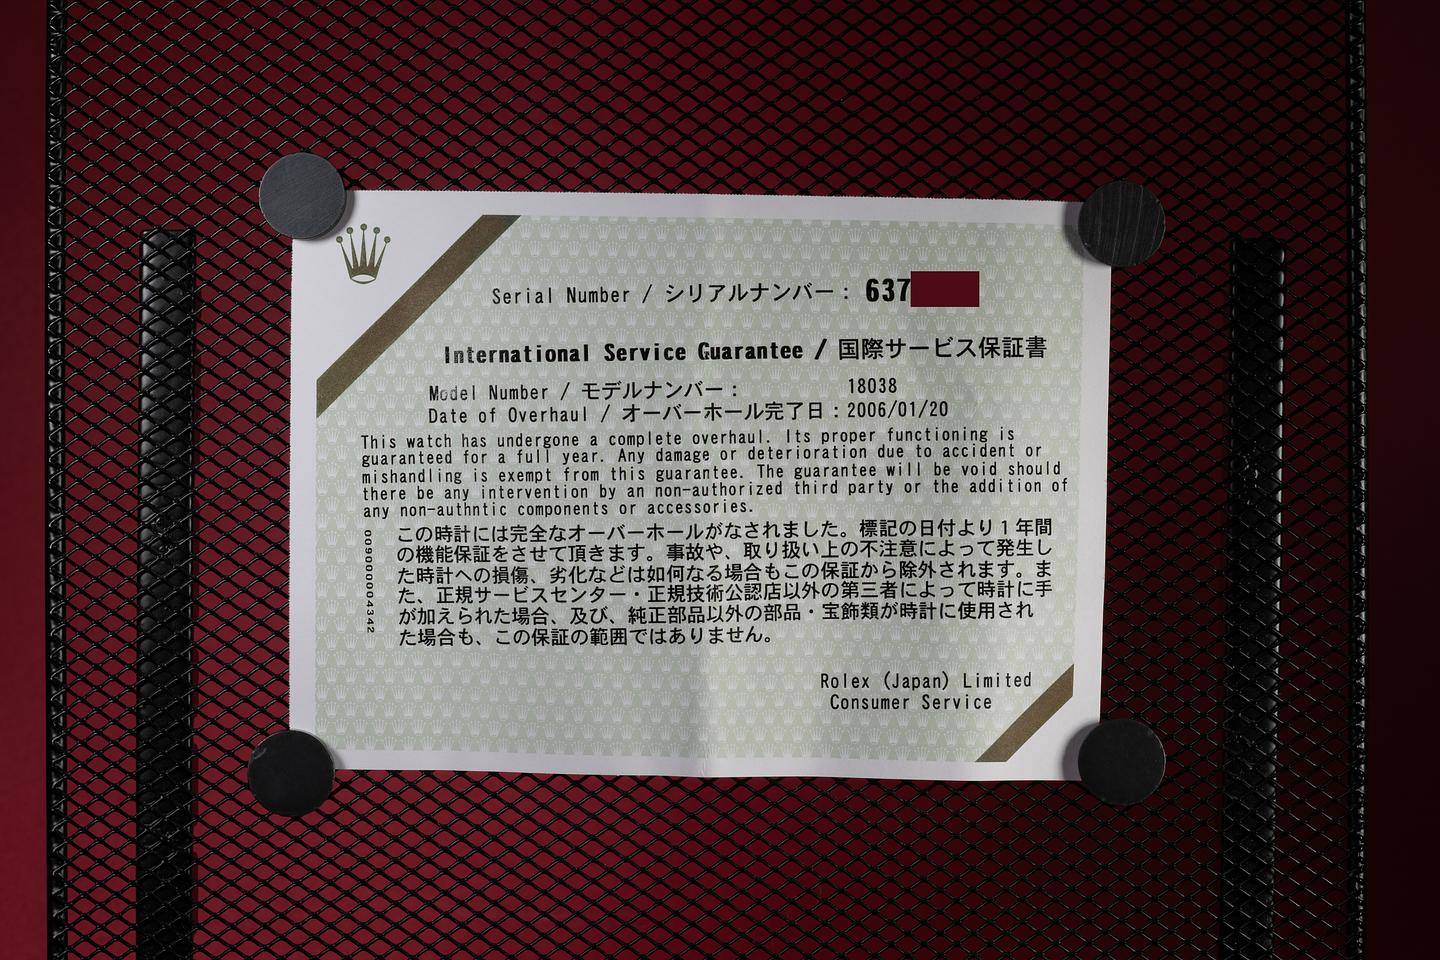 Serial Number / シリアルナンバー : 637
International Service Guarantee / 国際サービス保証書
Model Number / モデルナンバー : 18038
Date of Overhaul / オーバーホール完了日 : 2006/01/20
This watch has undergone a complete overhaul. Its proper functioning is
guaranteed for a full year. Any damage or deterioration due to accident or
mishandling is exempt from this guarantee. The guarantee will be void should
there be any intervention by an non-authorized third party or the addition of
any non-authntic components or accessories.
この時計には完全なオーバーホールがなされました。標記の日付より1年間
の機能保証をさせて頂きます。事故や、取り扱い上の不注意によって発生し
た時計への損傷、劣化などは如何なる場合もこの保証から除外されます。ま
た、正規サービスセンター・正規技術公認店以外の第三者によって時計に手
が加えられた場合、及び、純正部品以外の部品・宝飾類が時計に使用され
た場合も、この保証の範囲ではありません。
0090000004342
Rolex (Japan) Limited
Consumer Service